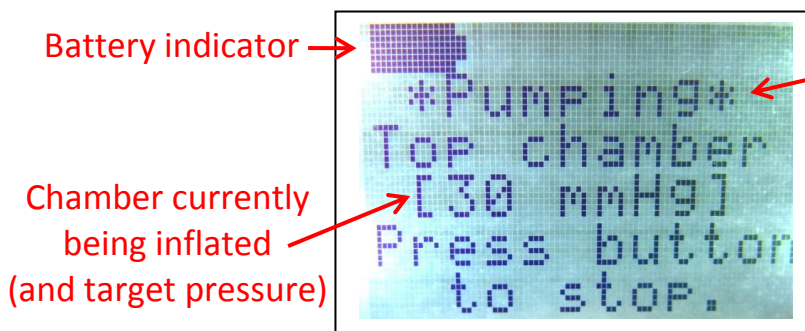 Battery indicator
*Pumping*
Top chamber
[30 mmHg]
Press button
to stop.
Chamber currently
being inflated
(and target pressure)